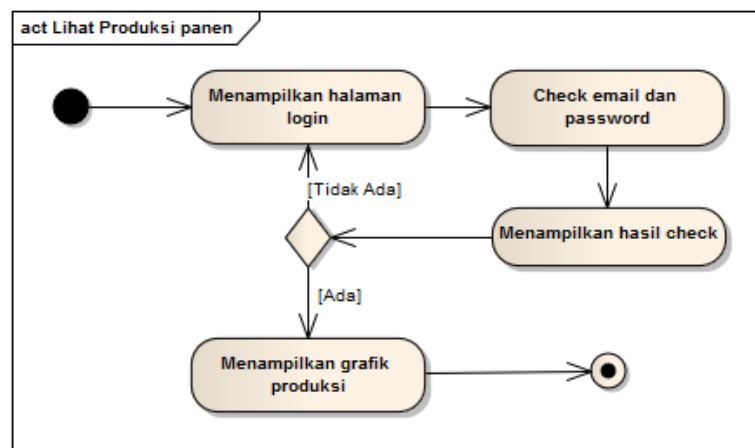 act Lihat Produksi panen
Menampilkan halaman
login
Check email dan
password
[Tidak Ada]
Menampilkan hasil check
[Ada]
Menampilkan grafik
produksi